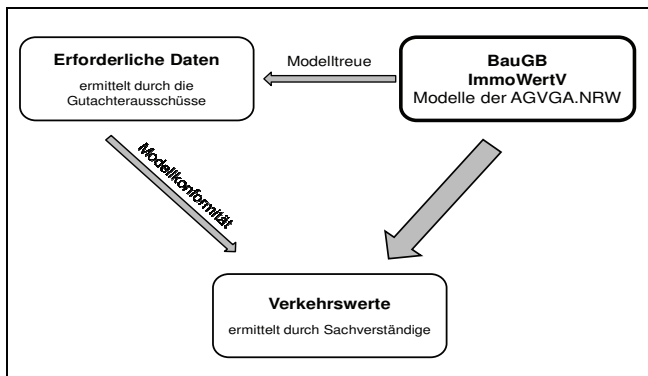 Erforderliche Daten
ermittelt durch die
Gutachterausschüsse
Modelltreue
BauGB
ImmoWertV
Modelle der AGVGA.NRW
Modellkonformität
Verkehrswerte
ermittelt durch Sachverständige